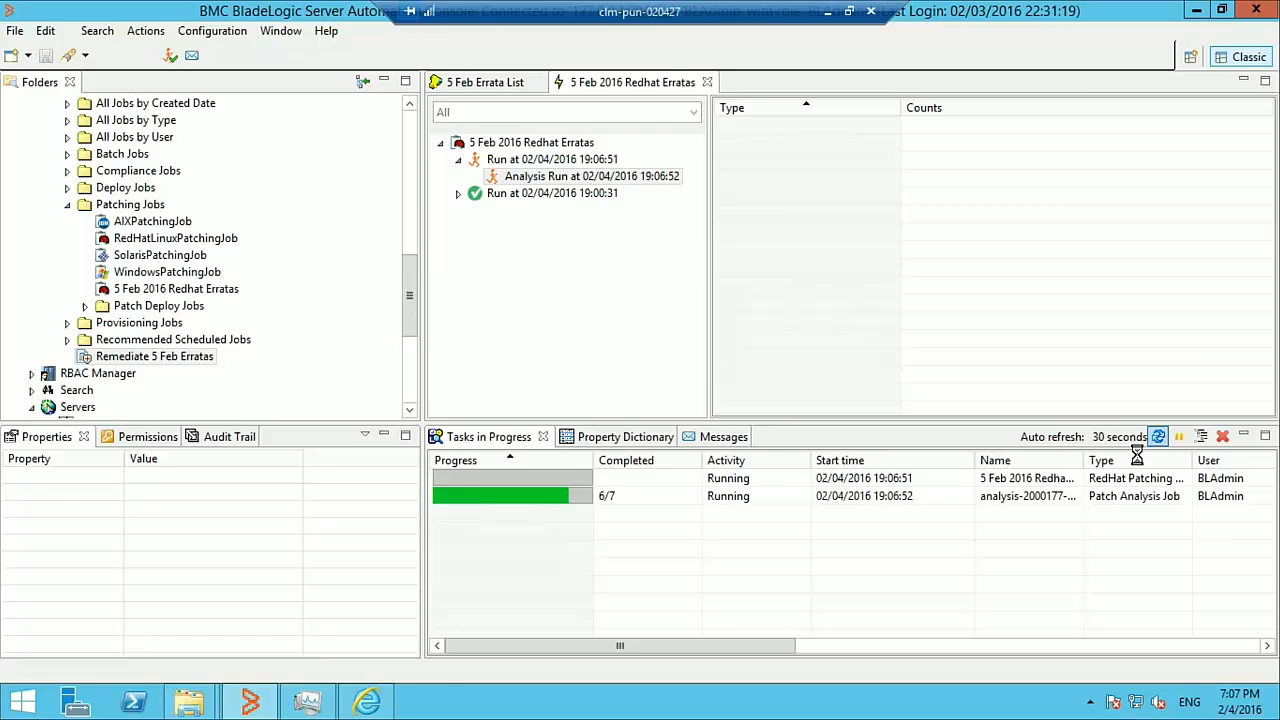 BMC BladeLogic Server Automa
clm-pun-020427
ast Login: 02/03/2016 22:31:19)
File Edit Search Actions Configuration Window Help
Classic
Folders
All Jobs by Created Date
All Jobs by Type
All Jobs by User
Batch Jobs
Compliance Jobs
Deploy Jobs
Patching Jobs
AIXPatchingJob
RedHatLinuxPatchingJob
SolarisPatchingJob
WindowsPatchingJob
5 Feb 2016 Redhat Erratas
Patch Deploy Jobs
Provisioning Jobs
Recommended Scheduled Jobs
Remediate 5 Feb Erratas
RBAC Manager
Search
Servers
5 Feb Errata List
5 Feb 2016 Redhat Erratas
All
5 Feb 2016 Redhat Erratas
Run at 02/04/2016 19:06:51
Analysis Run at 02/04/2016 19:06:52
Run at 02/04/2016 19:00:31
Type Counts
Properties Permissions Audit Trail
Property Value
Tasks in Progress Property Dictionary Messages
Auto refresh: 30 seconds
Progress Completed Activity Start time Name Type User
Running 02/04/2016 19:06:51 5 Feb 2016 Redha... RedHat Patching ... BLAdmin
6/7 Running 02/04/2016 19:06:52 analysis-2000177-... Patch Analysis Job BLAdmin
ENG
7:07 PM
2/4/2016